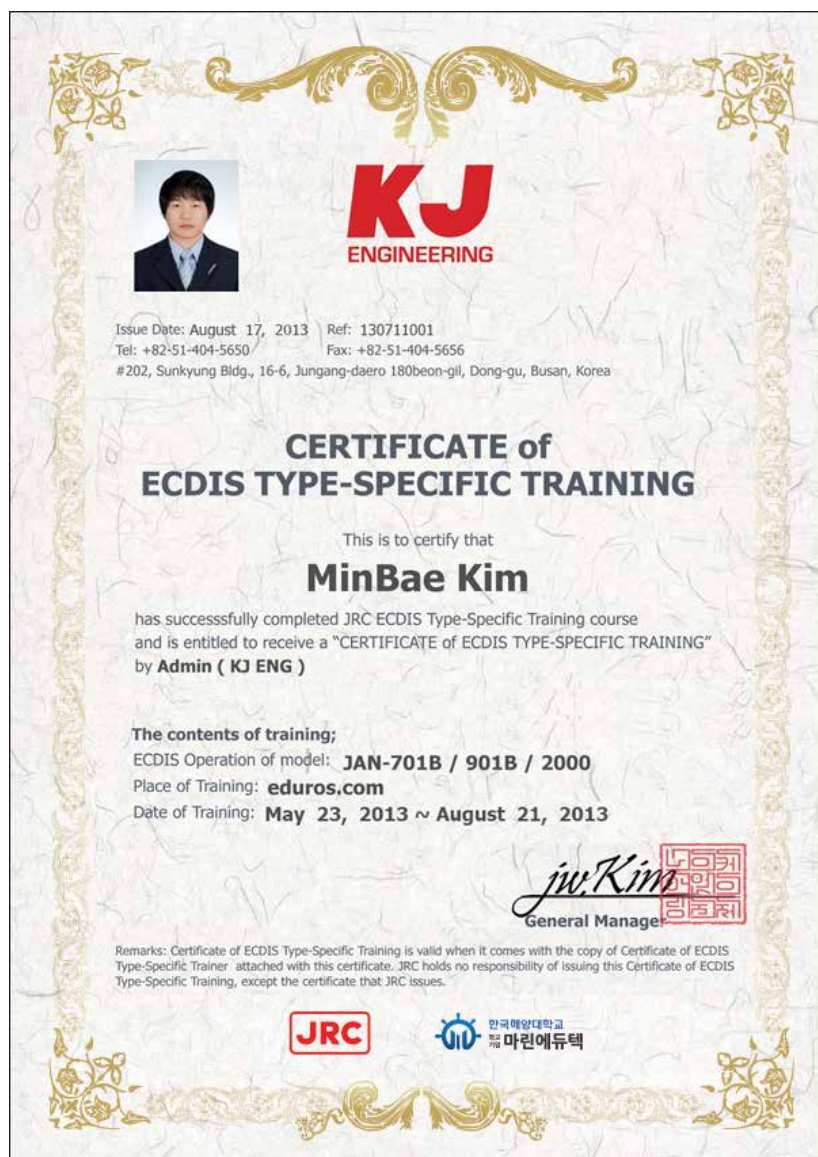 KJ
ENGINEERING
Issue Date: August 17, 2013 Ref: 130711001
Tel: +82-51-404-5650 Fax: +82-51-404-5656
#202, Sunkyung Bldg., 16-6, Jungang-daero 180beon-gil, Dong-gu, Busan, Korea
CERTIFICATE of
ECDIS TYPE-SPECIFIC TRAINING
This is to certify that
MinBae Kim
has successsfully completed JRC ECDIS Type-Specific Training course
and is entitled to receive a "CERTIFICATE of ECDIS TYPE-SPECIFIC TRAINING"
by Admin ( KJ ENG )
The contents of training;
ECDIS Operation of model: JAN-701B / 901B / 2000
Place of Training: eduros.com
Date of Training: May 23, 2013 ~ August 21, 2013
jw.Kim
General Manager
Remarks: Certificate of ECDIS Type-Specific Training is valid when it comes with the copy of Certificate of ECDIS
Type-Specific Trainer attached with this certificate. JRC holds no responsibility of issuing this Certificate of ECDIS
Type-Specific Training, except the certificate that JRC issues.
JRC
한국해양대학교
학교기업 마린에듀텍